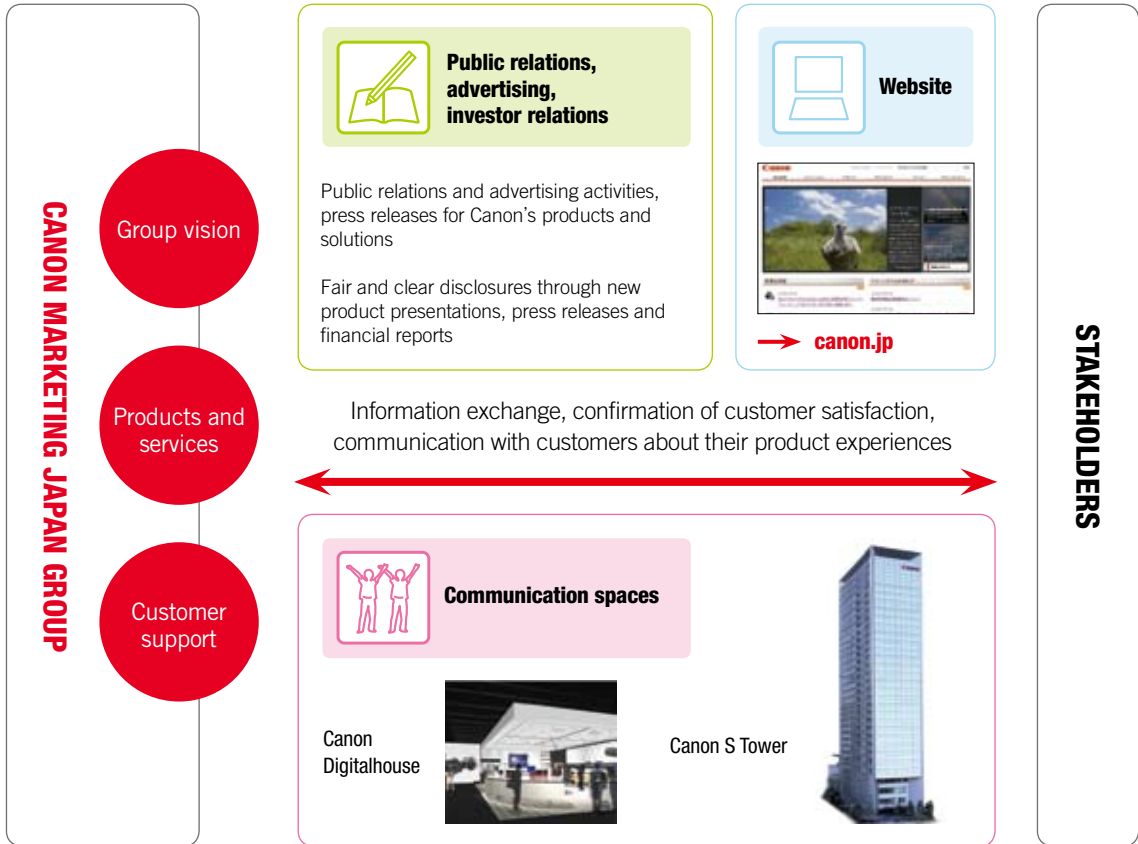 CANON MARKETING JAPAN GROUP
Group vision
Products and
services
Customer
support
Public relations,
advertising,
investor relations
Public relations and advertising activities,
press releases for Canon's products and
solutions
Fair and clear disclosures through new
product presentations, press releases and
financial reports
Website
canon.jp
Information exchange, confirmation of customer satisfaction,
communication with customers about their product experiences
Communication spaces
Canon
Digitalhouse
Canon S Tower
STAKEHOLDERS